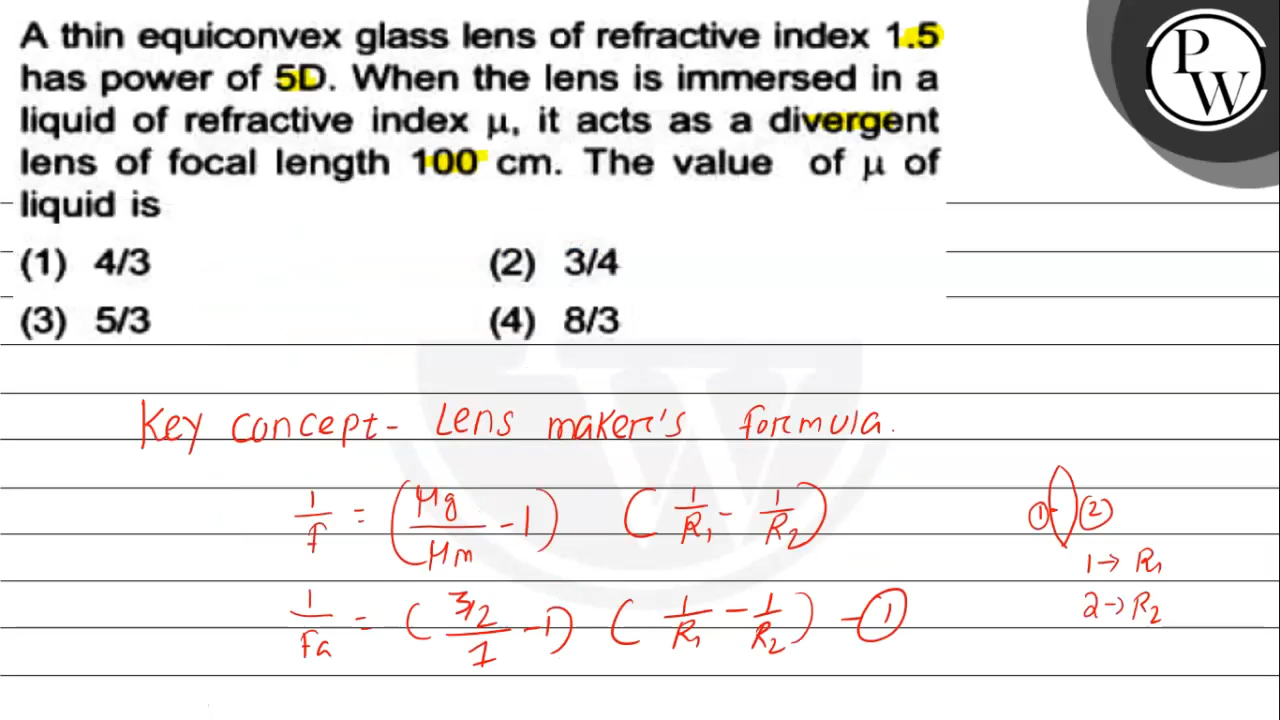 A thin equiconvex glass lens of refractive index 1.5
has power of 5D. When the lens is immersed in a
liquid of refractive index μ, it acts as a divergent
lens of focal length 100 cm. The value of μ of
liquid is
(1) 4/3 (2) 3/4
(3) 5/3 (4) 8/3
Key concept - Lens maker's formula.
1/f = (μg/μm - 1) (1/R₁ - 1/R₂)
① ②
1 → R₁
2 → R₂
1/fa = (3/2/1 - 1) (1/R₁ - 1/R₂) - ①
P
W